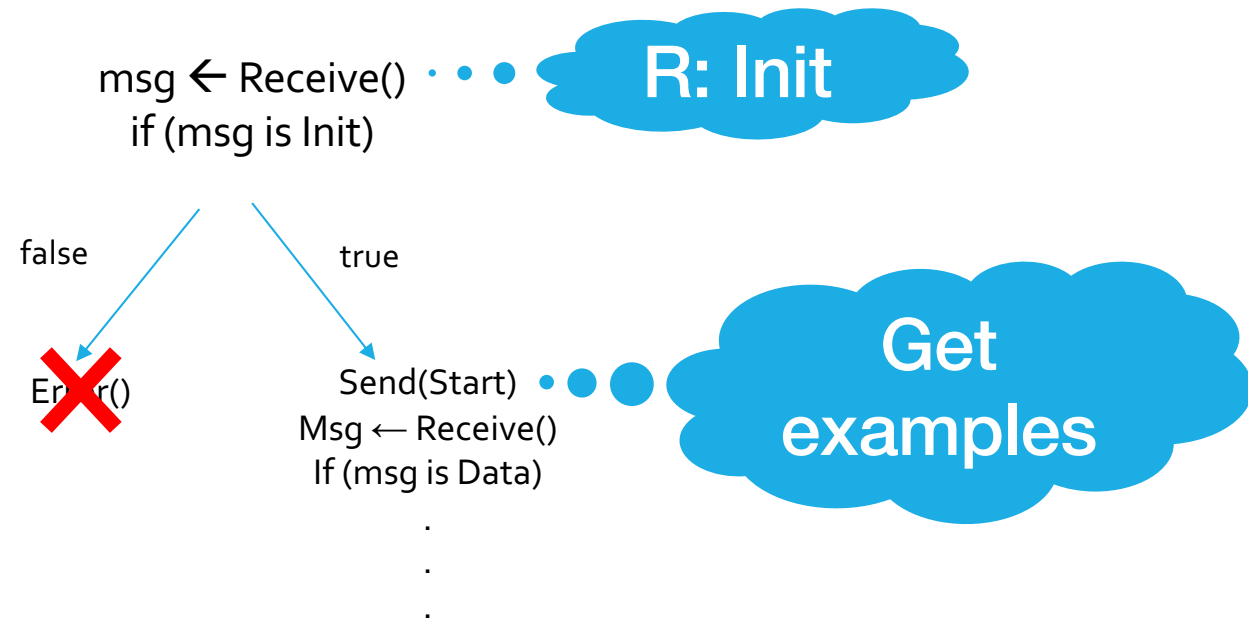 msg ← Receive()
if (msg is Init)
R: Init
false
true
Error()
Send(Start)
Msg ← Receive()
If (msg is Data)
.
.
.
Get
examples